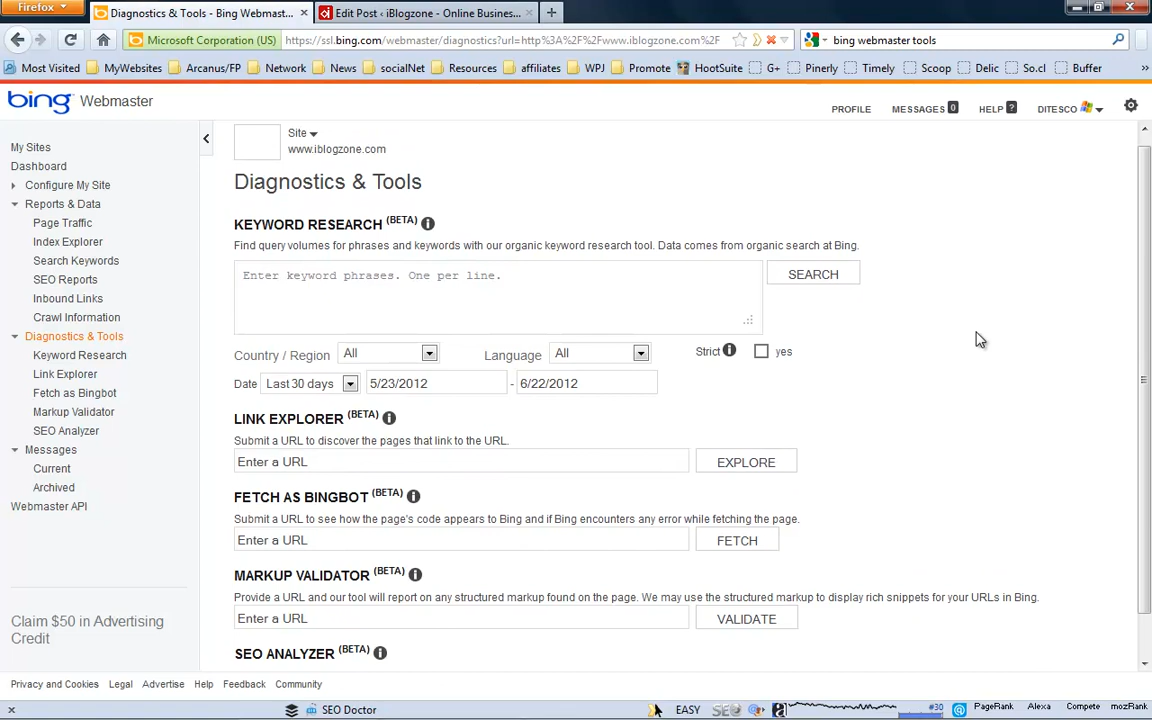 Firefox
Diagnostics & Tools - Bing Webmast...
Edit Post ‹ iBlogzone - Online Busines...
Microsoft Corporation (US)
https://ssl.bing.com/webmaster/diagnostics?url=http%3A%2F%2Fwww.iblogzone.com%2F
bing webmaster tools
Most Visited
MyWebsites
Arcanus/FP
Network
News
socialNet
Resources
affiliates
WPJ
Promote
HootSuite
G+
Pinerly
Timely
Scoop
Delic
So.cl
Buffer
»
bing Webmaster
PROFILE
MESSAGES 0
HELP ?
DITESCO
My Sites
Dashboard
Configure My Site
Reports & Data
Page Traffic
Index Explorer
Search Keywords
SEO Reports
Inbound Links
Crawl Information
Diagnostics & Tools
Keyword Research
Link Explorer
Fetch as Bingbot
Markup Validator
SEO Analyzer
Messages
Current
Archived
Webmaster API
Claim $50 in Advertising
Credit
Site
www.iblogzone.com
Diagnostics & Tools
KEYWORD RESEARCH (BETA)
Find query volumes for phrases and keywords with our organic keyword research tool. Data comes from organic search at Bing.
Enter keyword phrases. One per line.
SEARCH
Country / Region All
Language All
Strict yes
Date Last 30 days 5/23/2012 - 6/22/2012
LINK EXPLORER (BETA)
Submit a URL to discover the pages that link to the URL.
Enter a URL
EXPLORE
FETCH AS BINGBOT (BETA)
Submit a URL to see how the page's code appears to Bing and if Bing encounters any error while fetching the page.
Enter a URL
FETCH
MARKUP VALIDATOR (BETA)
Provide a URL and our tool will report on any structured markup found on the page. We may use the structured markup to display rich snippets for your URLs in Bing.
Enter a URL
VALIDATE
SEO ANALYZER (BETA)
Privacy and Cookies
Legal
Advertise
Help
Feedback
Community
SEO Doctor
EASY
SE
#30
PageRank
Alexa
Compete
mozRank